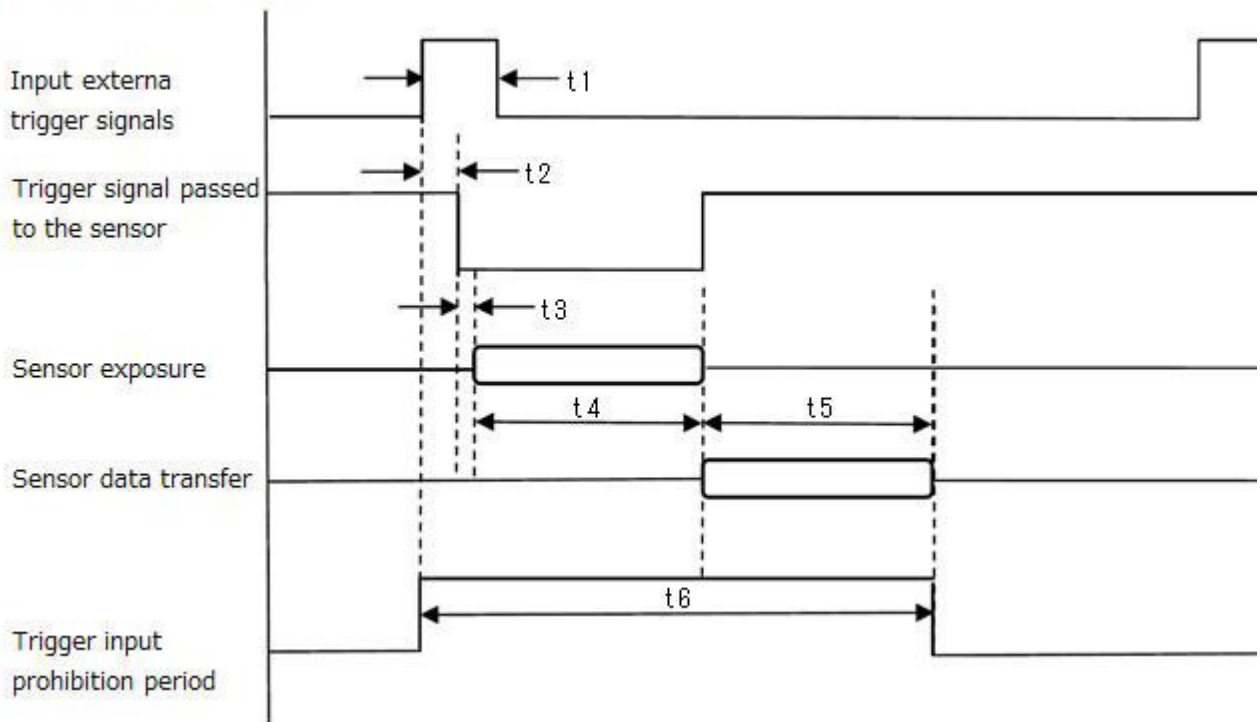 Input externa
trigger signals
t1
Trigger signal passed
to the sensor
t2
t3
Sensor exposure
t4
t5
Sensor data transfer
t6
Trigger input
prohibition period